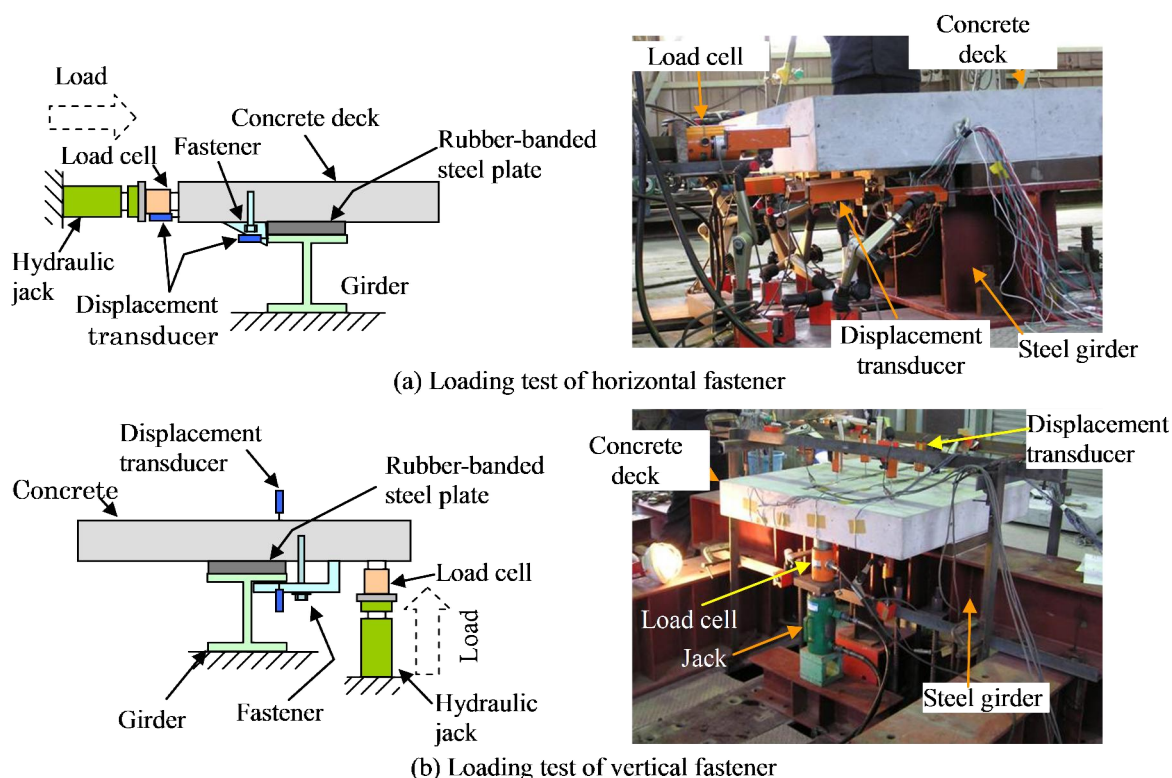 Load
Load cell
Fastener
Concrete deck
Rubber-banded
steel plate
Hydraulic
jack
Displacement
transducer
Girder
Load cell
Concrete
deck
Displacement
transducer
Steel girder
(a) Loading test of horizontal fastener
Displacement
transducer
Rubber-banded
steel plate
Concrete
Load cell
Load
Girder
Fastener
Hydraulic
jack
Concrete
deck
Displacement
transducer
Load cell
Jack
Steel girder
(b) Loading test of vertical fastener